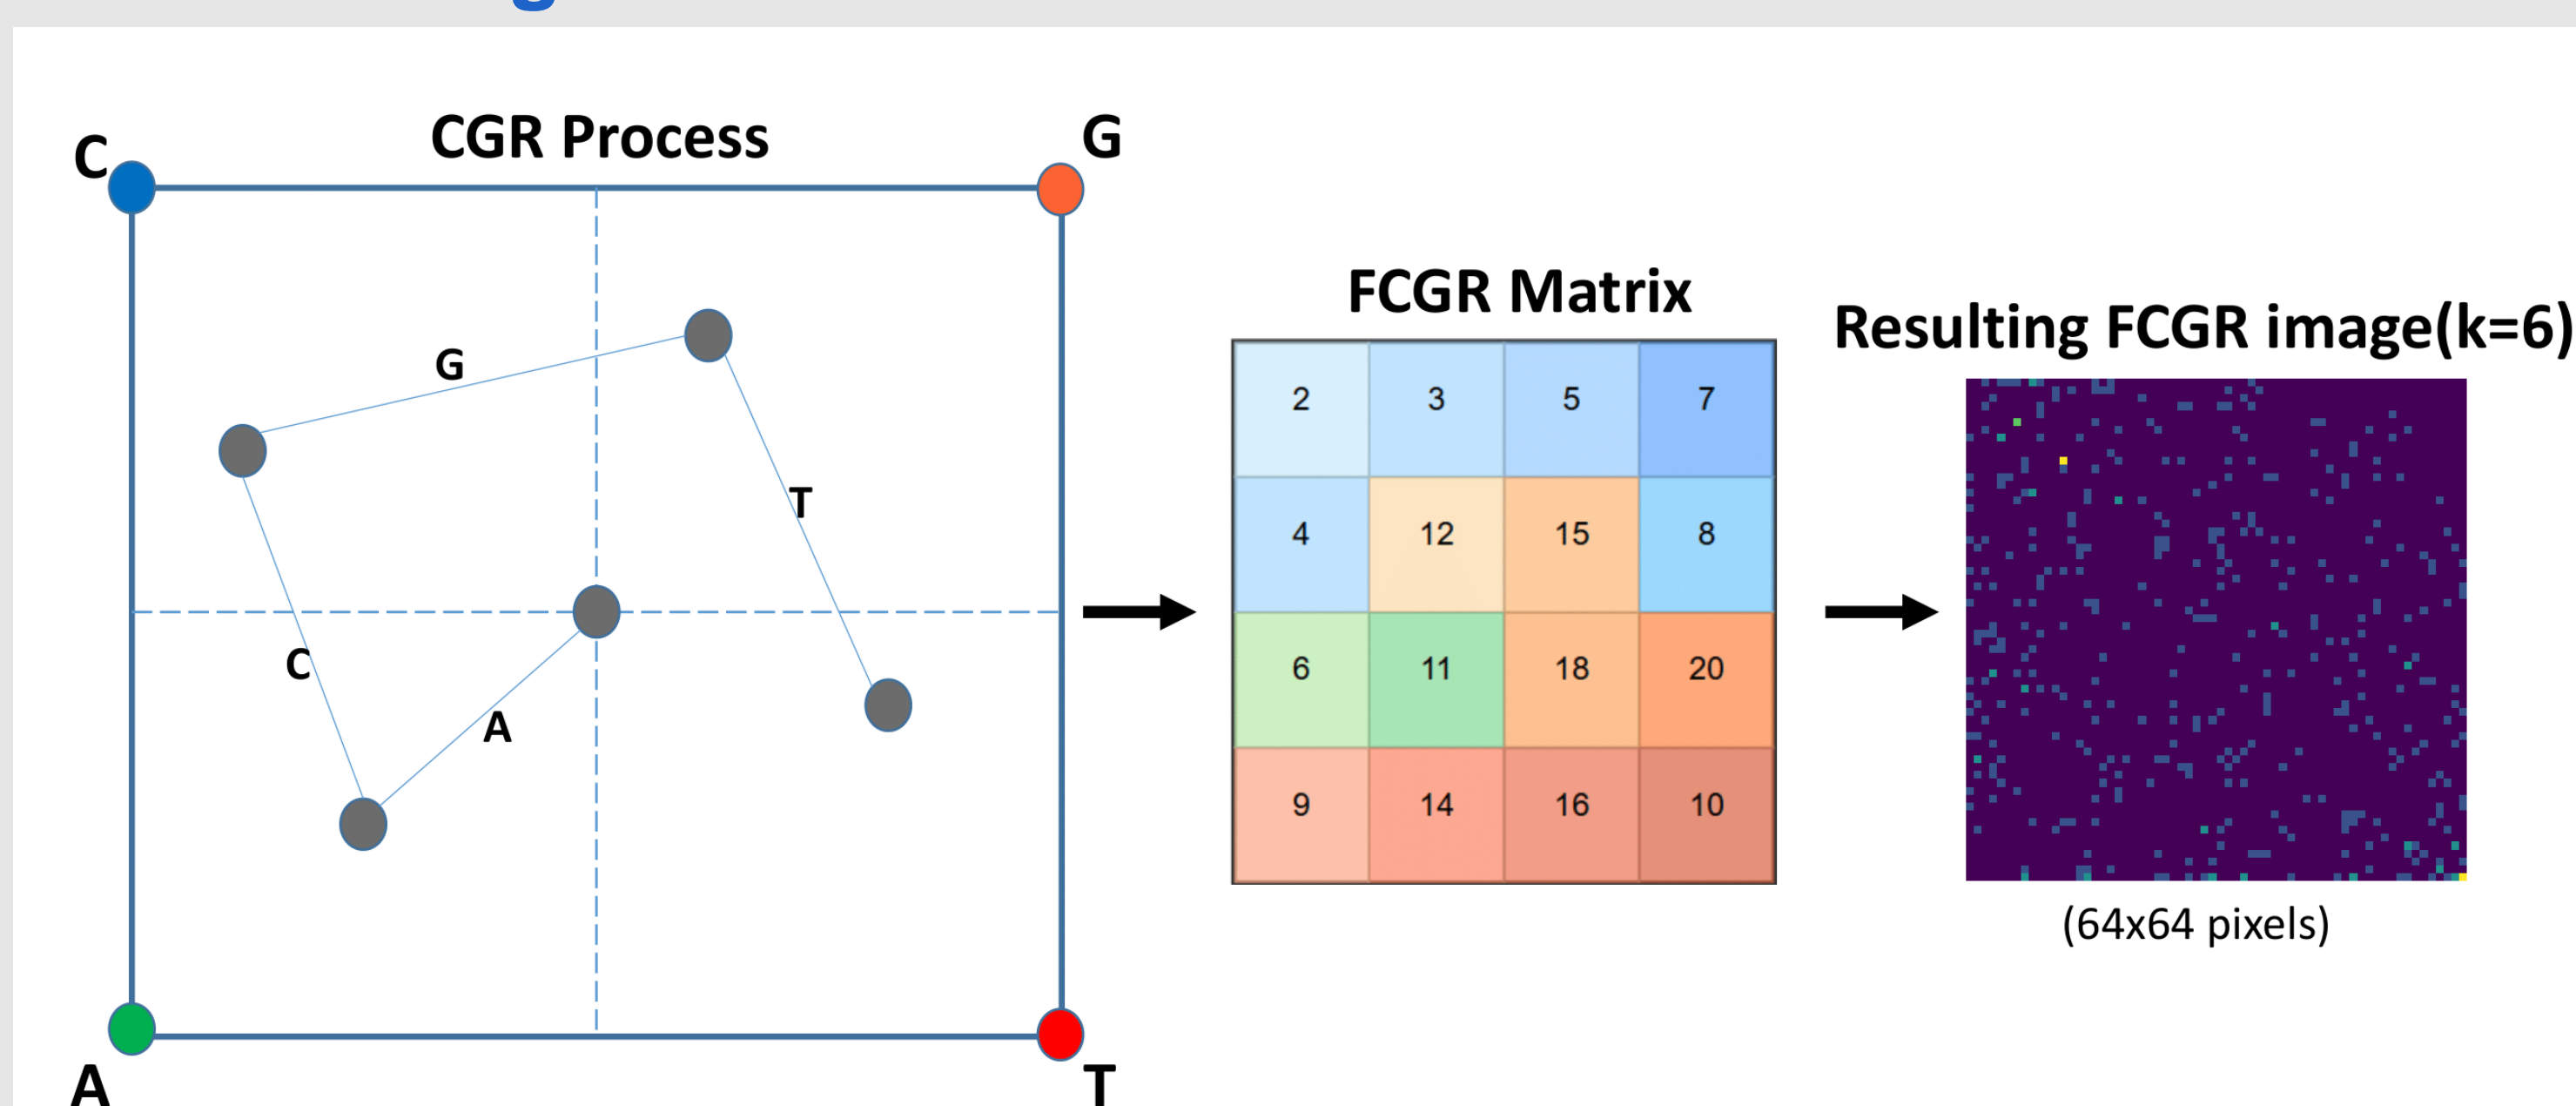 g
CGR Process
C
G
G
T
C
A
A
T
FCGR Matrix
2 3 5 7
4 12 15 8
6 11 18 20
9 14 16 10
Resulting FCGR image(k=6)
(64x64 pixels)